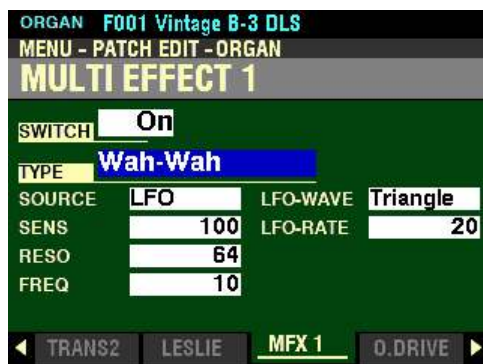 ORGAN F001 Vintage B-3 DLS
MENU - PATCH EDIT - ORGAN
MULTI EFFECT 1
SWITCH On
TYPE Wah-Wah
SOURCE LFO LFO-WAVE Triangle
SENS 100 LFO-RATE 20
RESO 64
FREQ 10
TRANS2 LESLIE MFX 1 O.DRIVE